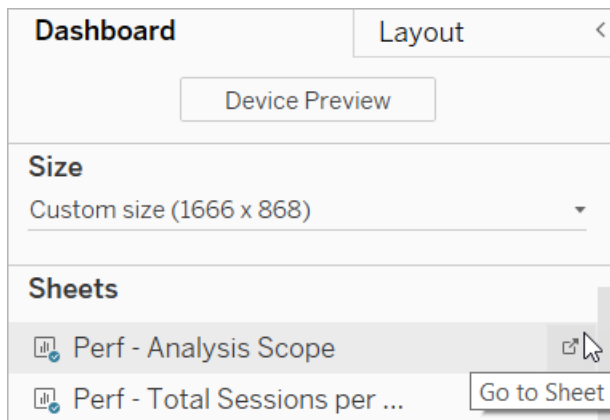 Dashboard
Layout
Device Preview
Size
Custom size (1666 x 868)
Sheets
Perf - Analysis Scope
Go to Sheet
Perf - Total Sessions per ...